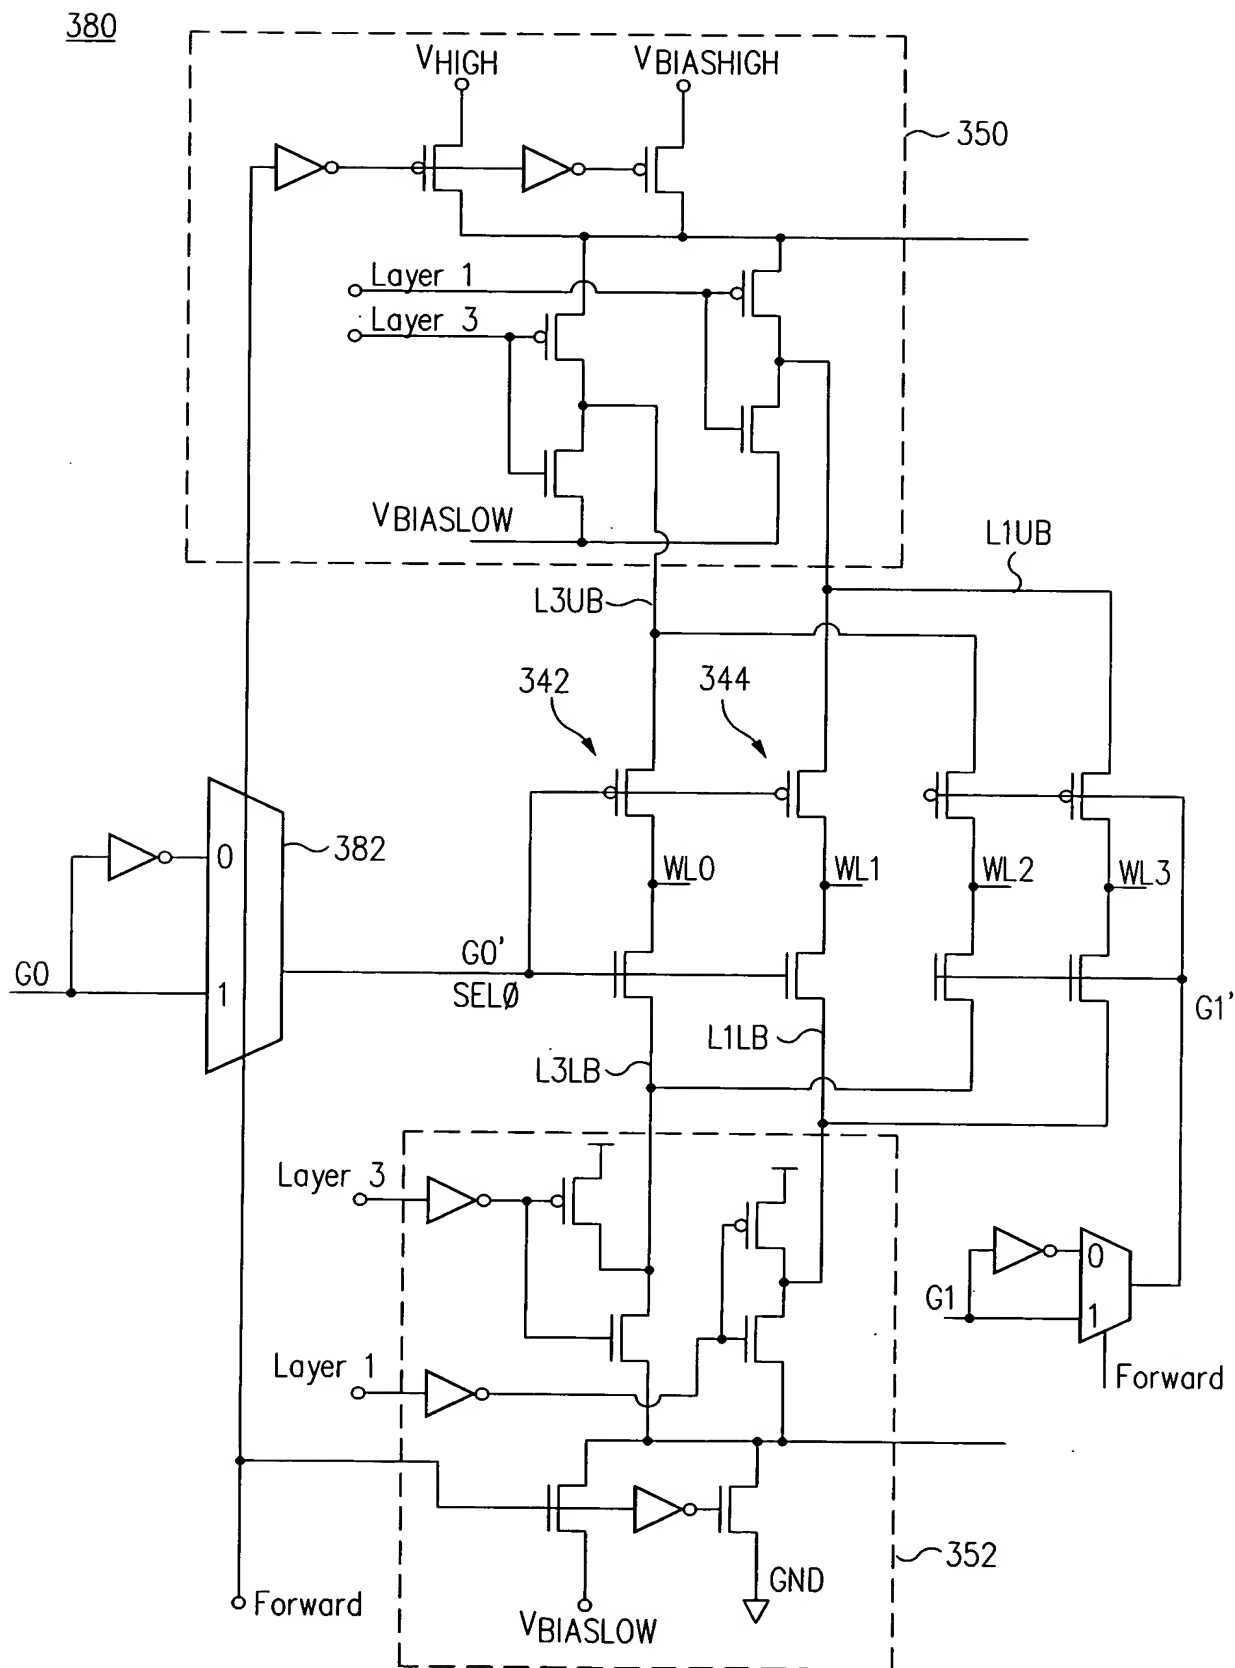 380
VHIGH
VBIASHIGH
350
Layer 1
Layer 3
VBIASLOW
L1UB
L3UB
342
344
382
0
WL0
WL1
WL2
WL3
G0
1
G0'
SELØ
G1'
L1LB
L3LB
Layer 3
0
G1
1
Layer 1
Forward
352
GND
Forward
VBIASLOW